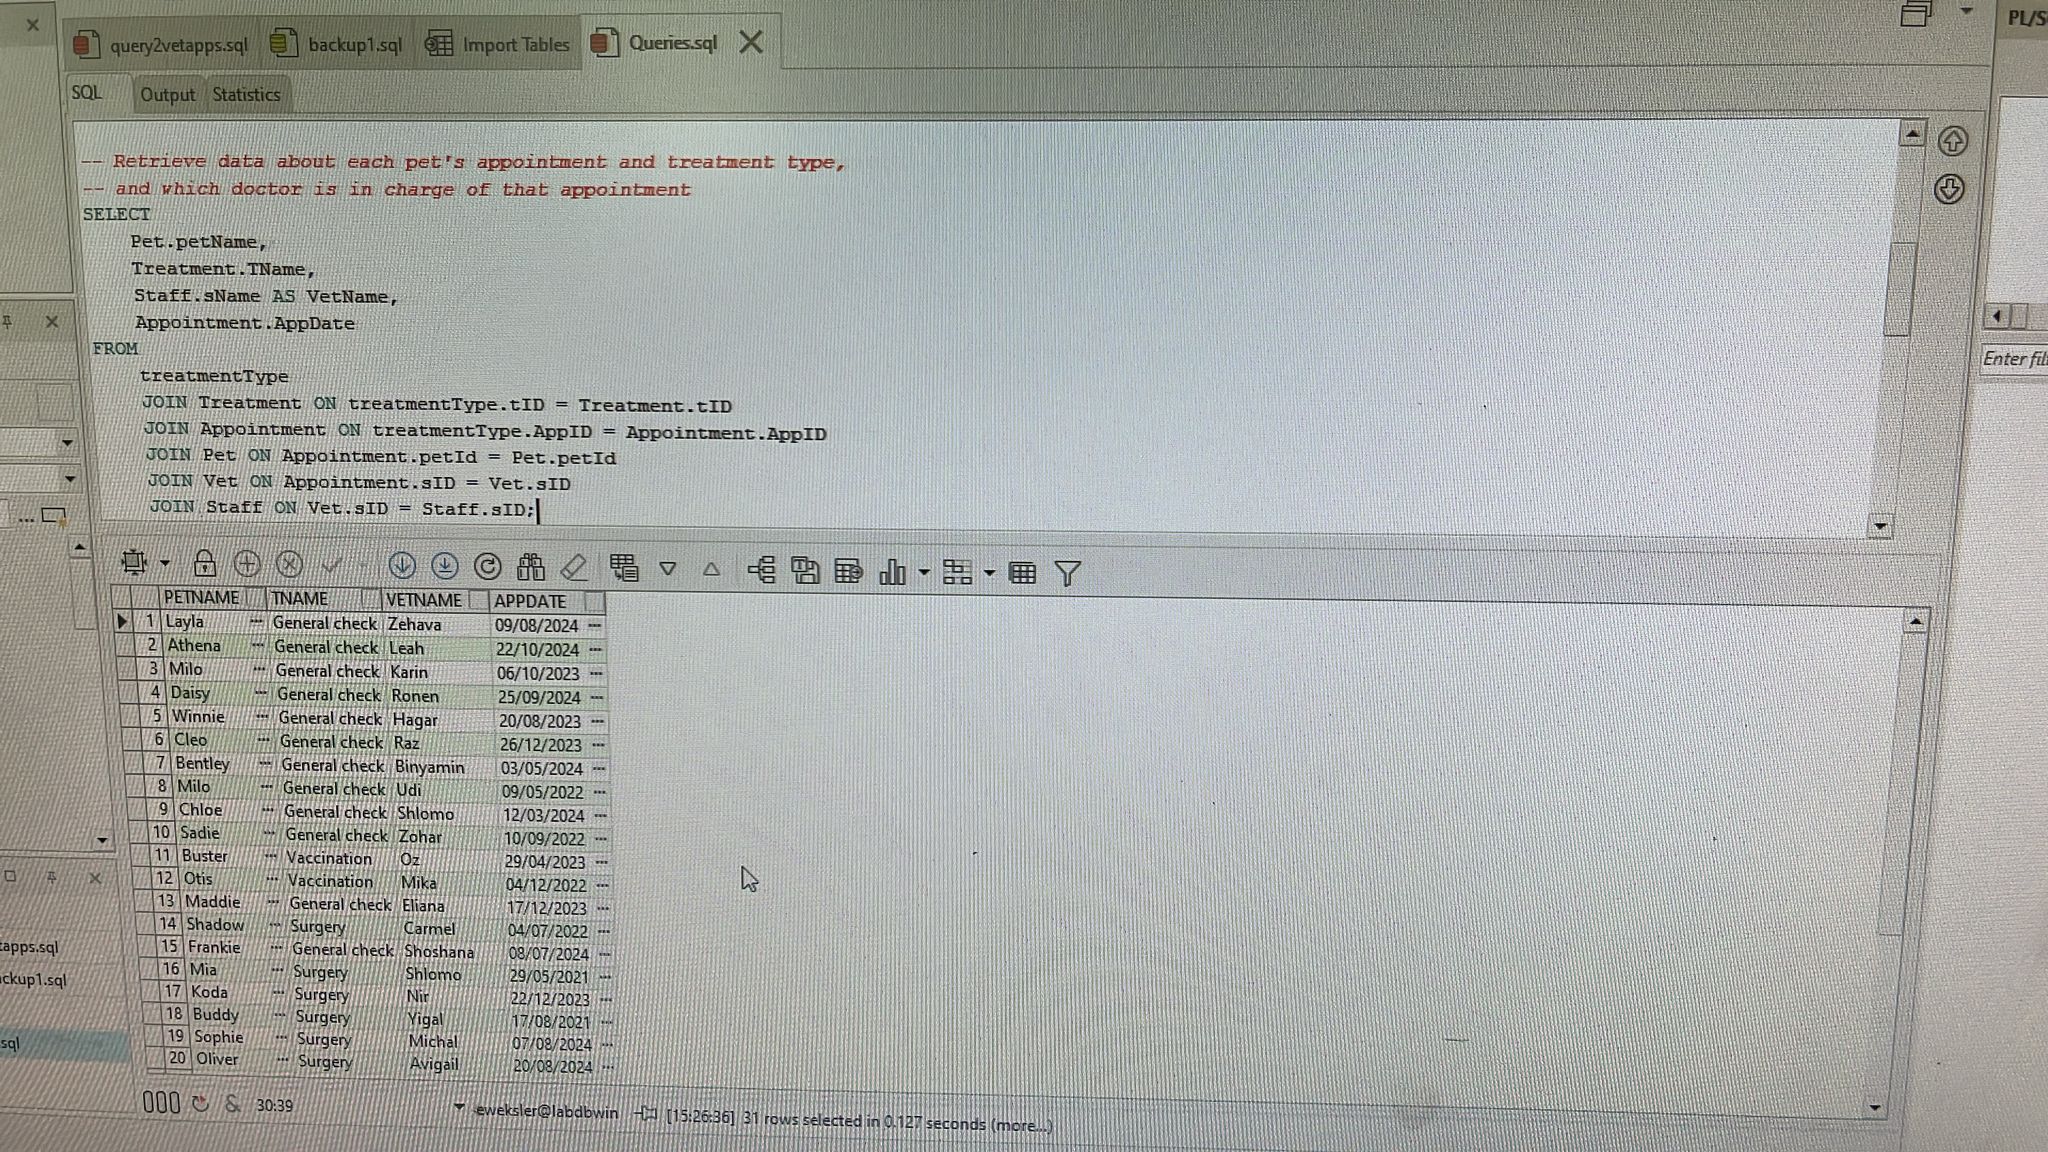 PL/S
query2vetapps.sql backup1.sql Import Tables Queries.sql
SQL Output Statistics
-- Retrieve data about each pet's appointment and treatment type,
-- and which doctor is in charge of that appointment
SELECT
Pet.petName,
Treatment.TName,
Staff.sName AS VetName,
Appointment.AppDate
FROM
treatmentType
JOIN Treatment ON treatmentType.tID = Treatment.tID
JOIN Appointment ON treatmentType.AppID = Appointment.AppID
JOIN Pet ON Appointment.petId = Pet.petId
JOIN Vet ON Appointment.sID = Vet.sID
JOIN Staff ON Vet.sID = Staff.sID;
Enter fil
PETNAME TNAME VETNAME APPDATE
1 Layla ... General check Zehava 09/08/2024 ...
2 Athena ... General check Leah 22/10/2024 ...
3 Milo ... General check Karin 06/10/2023 ...
4 Daisy ... General check Ronen 25/09/2024 ...
5 Winnie ... General check Hagar 20/08/2023 ...
6 Cleo ... General check Raz 26/12/2023 ...
7 Bentley ... General check Binyamin 03/05/2024 ...
8 Milo ... General check Udi 09/05/2022 ...
9 Chloe ... General check Shlomo 12/03/2024 ...
10 Sadie ... General check Zohar 10/09/2022 ...
11 Buster ... Vaccination Oz 29/04/2023 ...
12 Otis ... Vaccination Mika 04/12/2022 ...
13 Maddie ... General check Eliana 17/12/2023 ...
14 Shadow ... Surgery Carmel 04/07/2022 ...
15 Frankie ... General check Shoshana 08/07/2024 ...
16 Mia ... Surgery Shlomo 29/05/2021 ...
17 Koda ... Surgery Nir 22/12/2023 ...
18 Buddy ... Surgery Yigal 17/08/2021 ...
19 Sophie ... Surgery Michal 07/08/2024 ...
20 Oliver ... Surgery Avigail 20/08/2024 ...
tapps.sql
ackup1.sql
sql
& 30:39 eweksler@labdbwin [15:26:36] 31 rows selected in 0.127 seconds (more...)